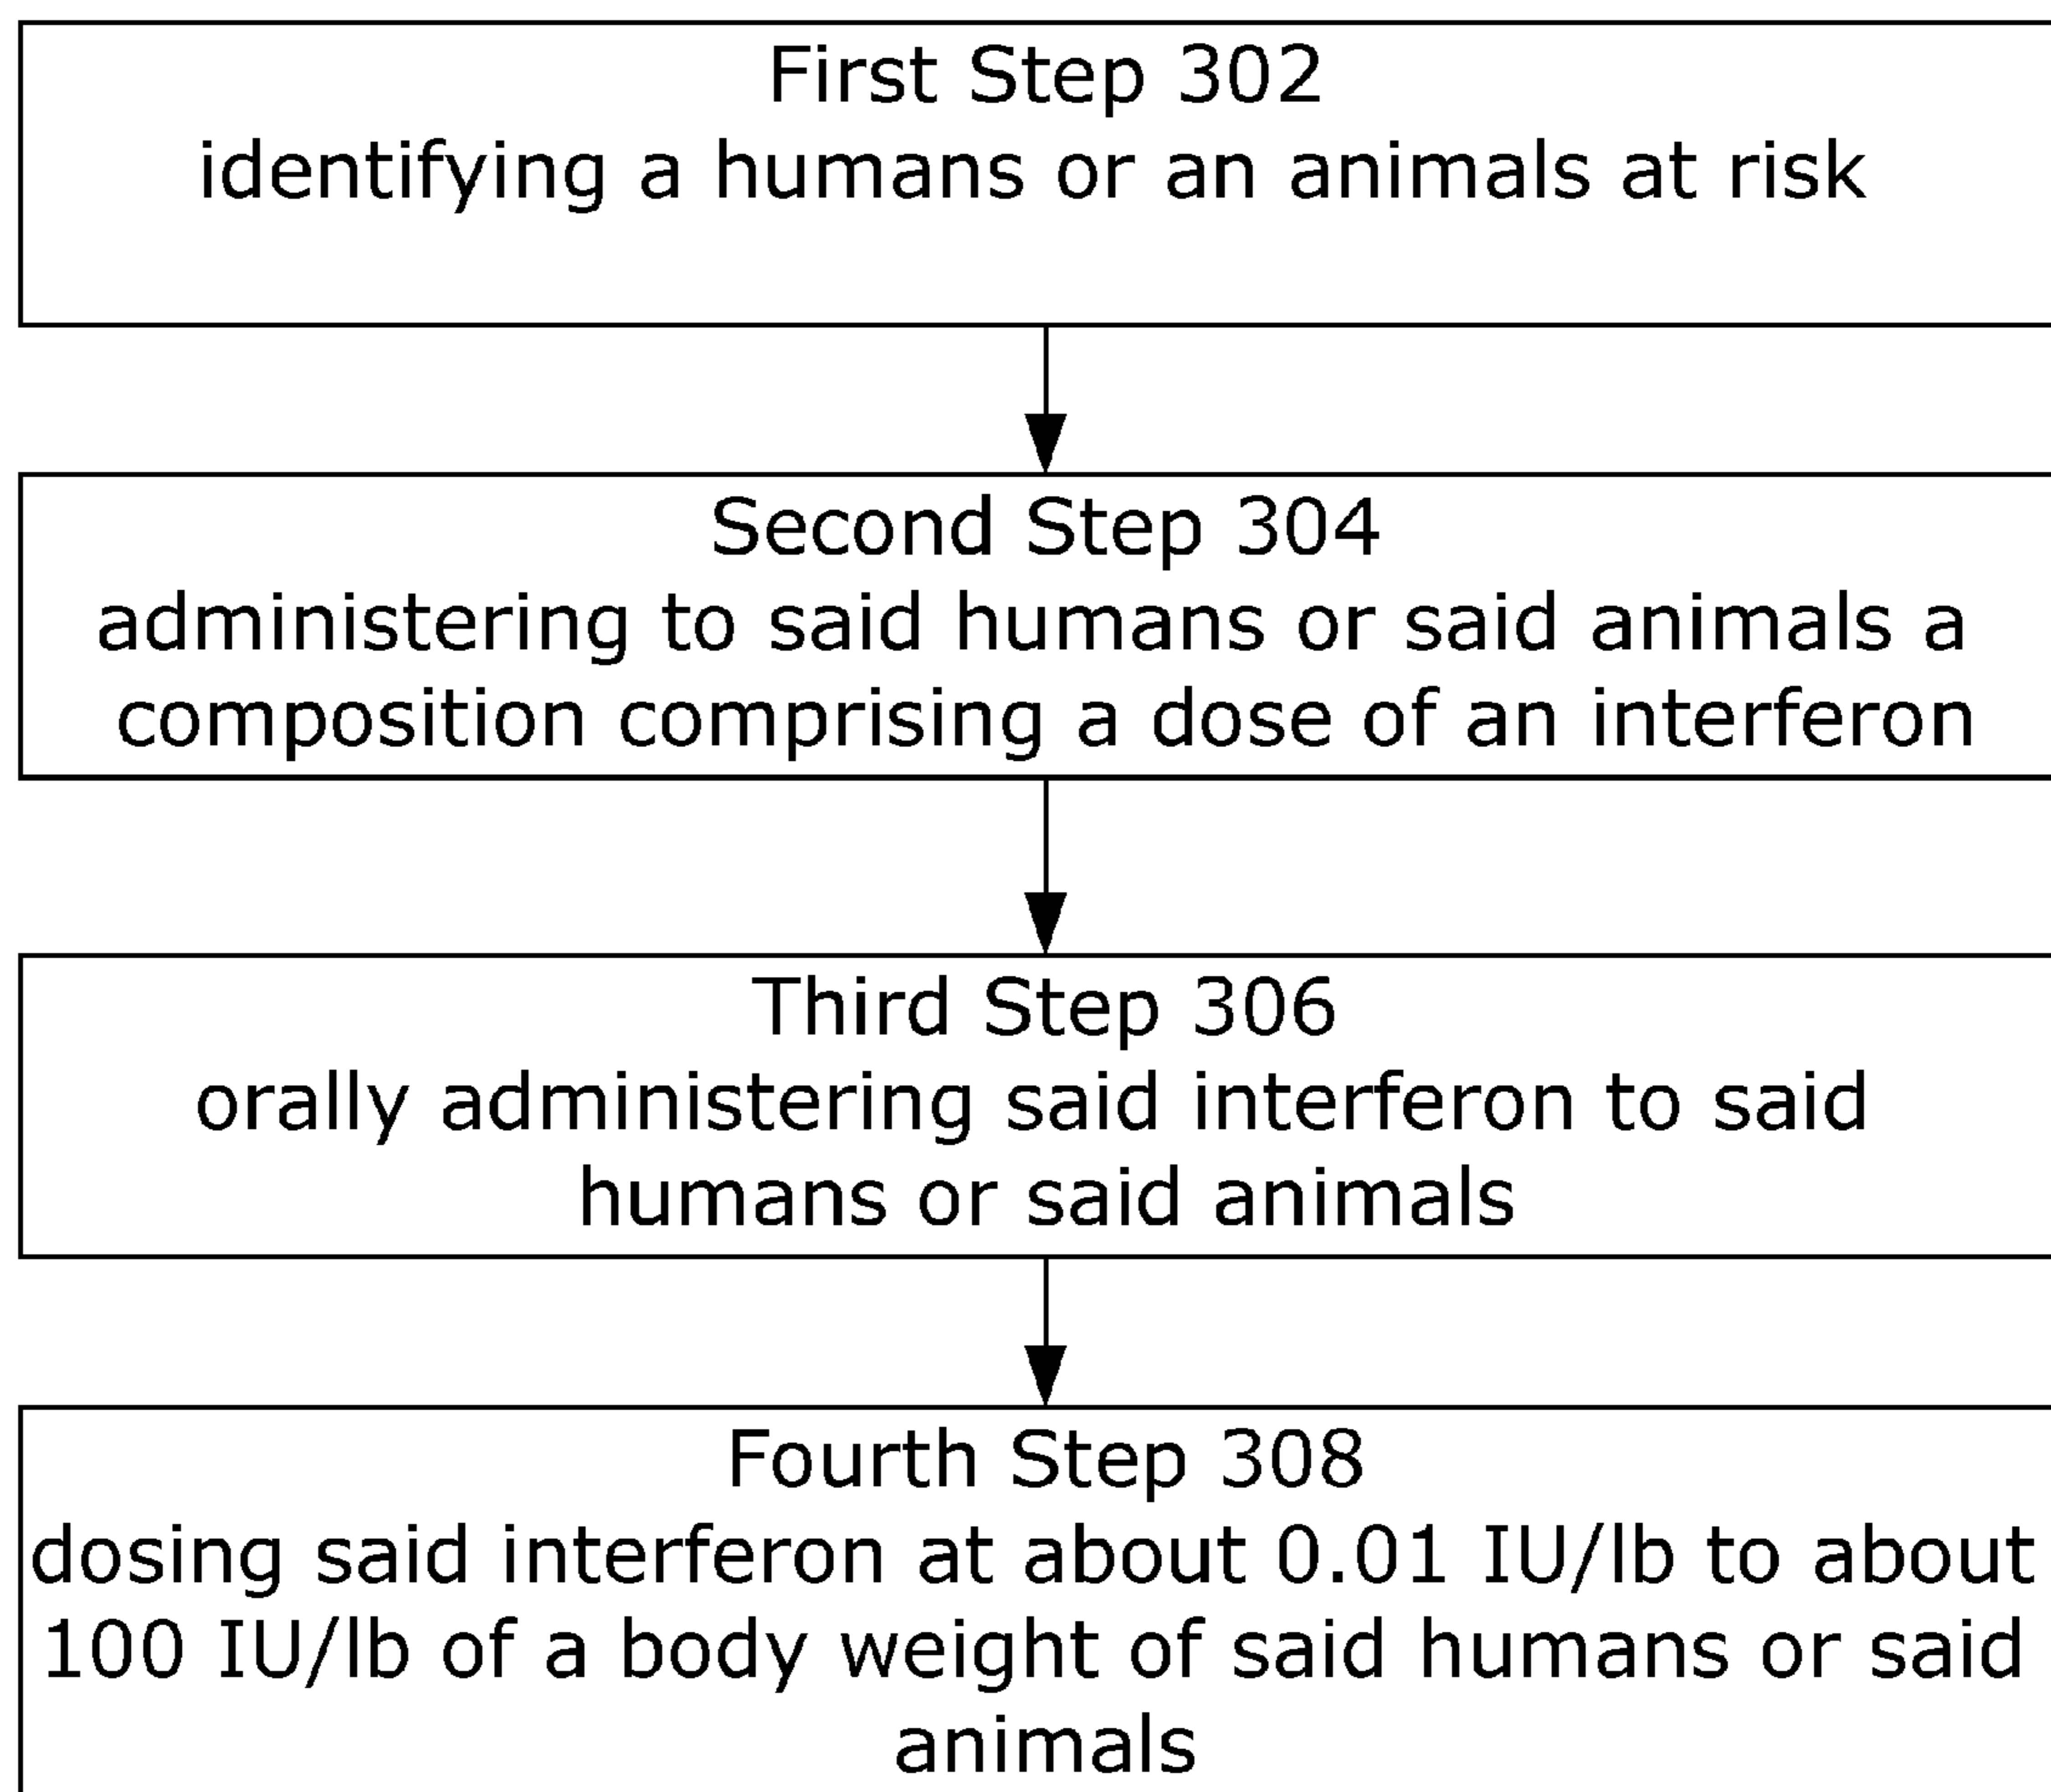 First Step 302
identifying a humans or an animals at risk
Second Step 304
administering to said humans or said animals a
composition comprising a dose of an interferon
Third Step 306
orally administering said interferon to said
humans or said animals
Fourth Step 308
dosing said interferon at about 0.01 IU/lb to about
100 IU/lb of a body weight of said humans or said
animals